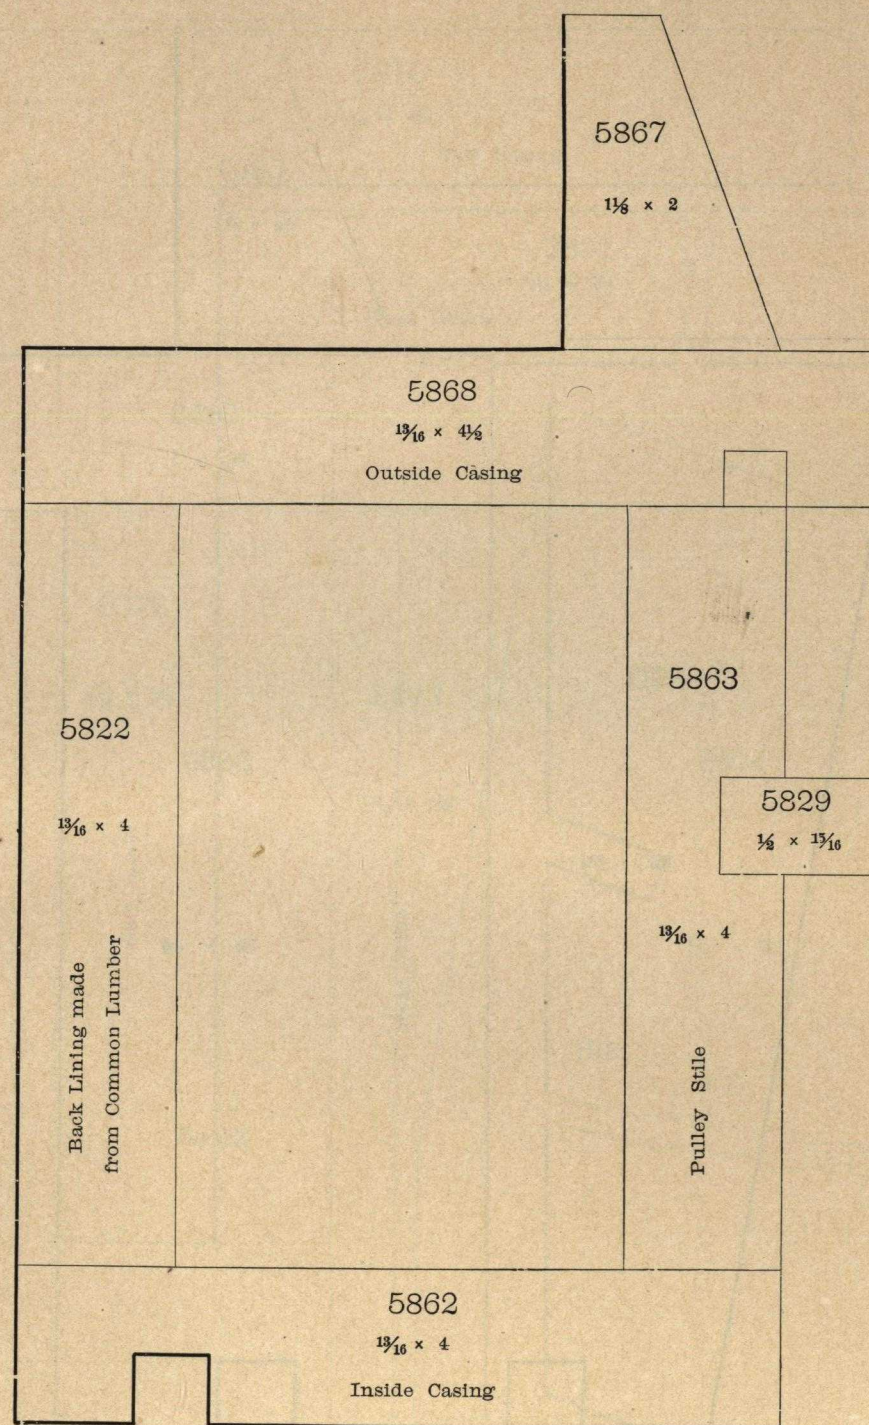 5867
1⅛ × 2
5868
13/16 × 4½
Outside Casing
5863
5822
5829
½ × 15/16
13/16 × 4
13/16 × 4
Back Lining made
from Common Lumber
Pulley Stile
5862
13/16 × 4
Inside Casing